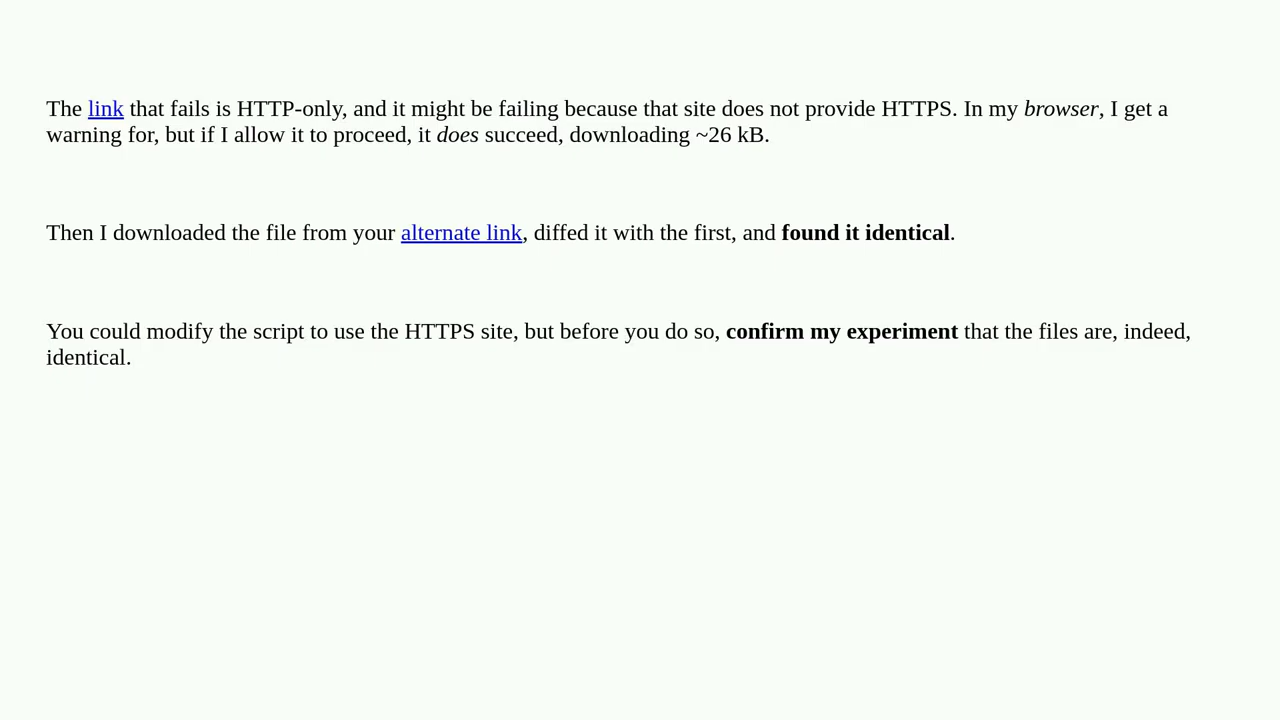 The link that fails is HTTP-only, and it might be failing because that site does not provide HTTPS. In my browser, I get a
warning for, but if I allow it to proceed, it does succeed, downloading ~26 kB.
Then I downloaded the file from your alternate link, diffed it with the first, and found it identical.
You could modify the script to use the HTTPS site, but before you do so, confirm my experiment that the files are, indeed,
identical.